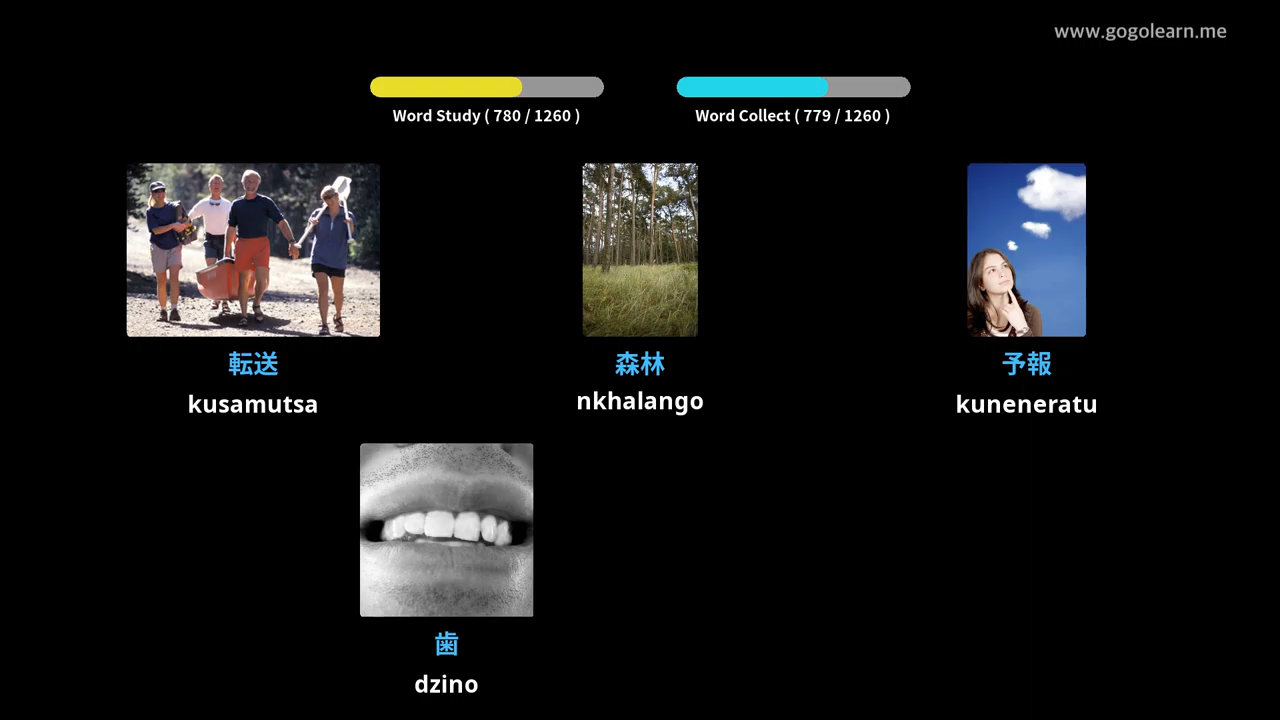 www.gogolearn.me
Word Study ( 780 / 1260 )
Word Collect ( 779 / 1260 )
転送
kusamutsa
森林
nkhalango
予報
kuneneratu
歯
dzino